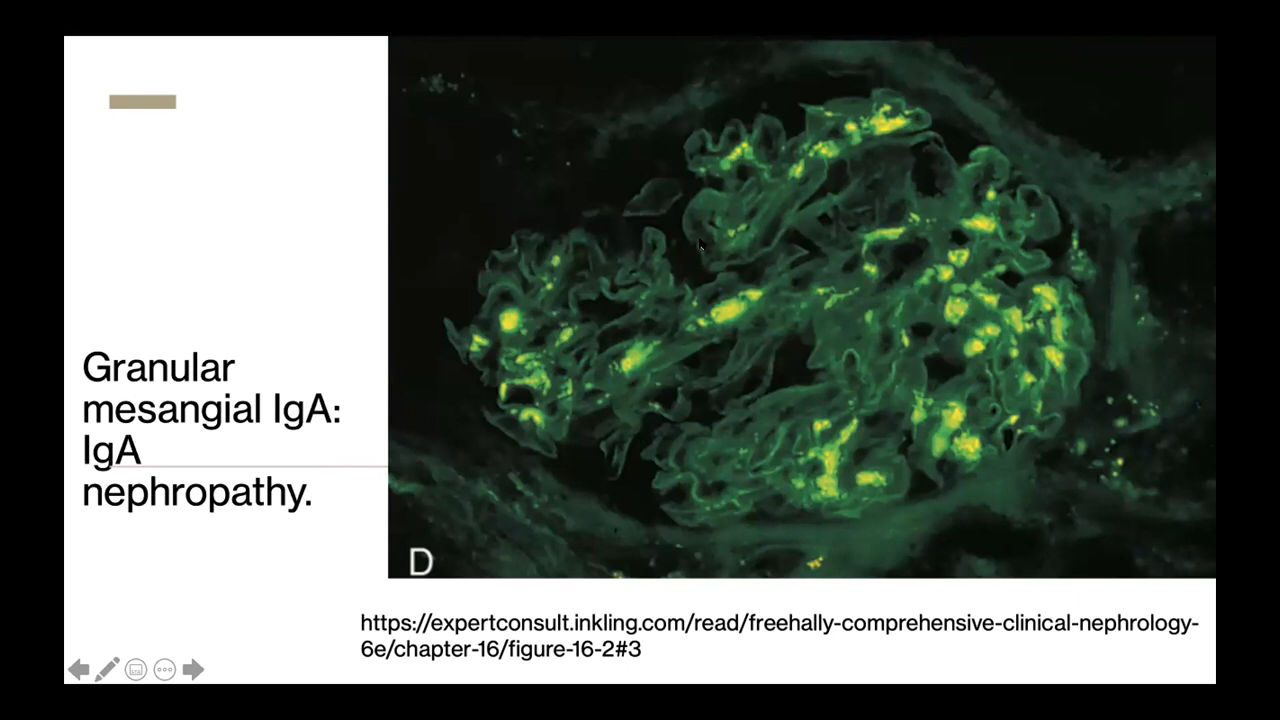 Granular
mesangial IgA:
IgA
nephropathy.
D
https://expertconsult.inkling.com/read/freehally-comprehensive-clinical-nephrology-
6e/chapter-16/figure-16-2#3